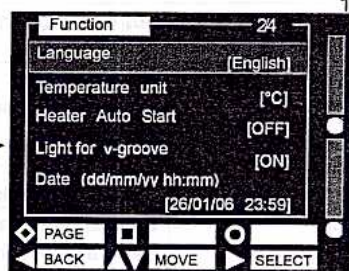 Function 2/4
Language
[English]
Temperature unit
[°C]
Heater Auto Start
[OFF]
Light for v-groove
[ON]
Date (dd/mm/yy hh:mm)
[26/01/06 23:59]
PAGE
BACK MOVE SELECT